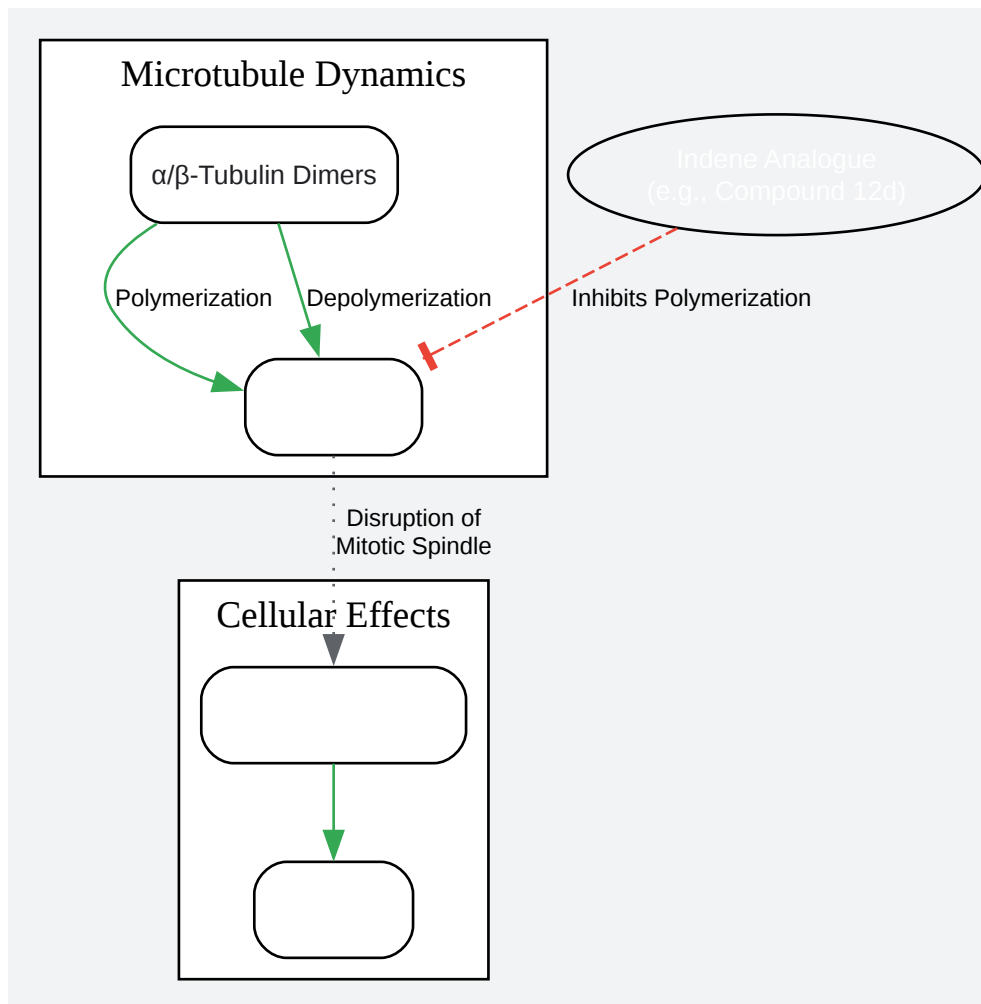 Microtubule Dynamics
α/β-Tubulin Dimers
Indene Analogue
(e.g., Compound 12d)
Polymerization
Depolymerization
Inhibits Polymerization
Disruption of
Mitotic Spindle
Cellular Effects